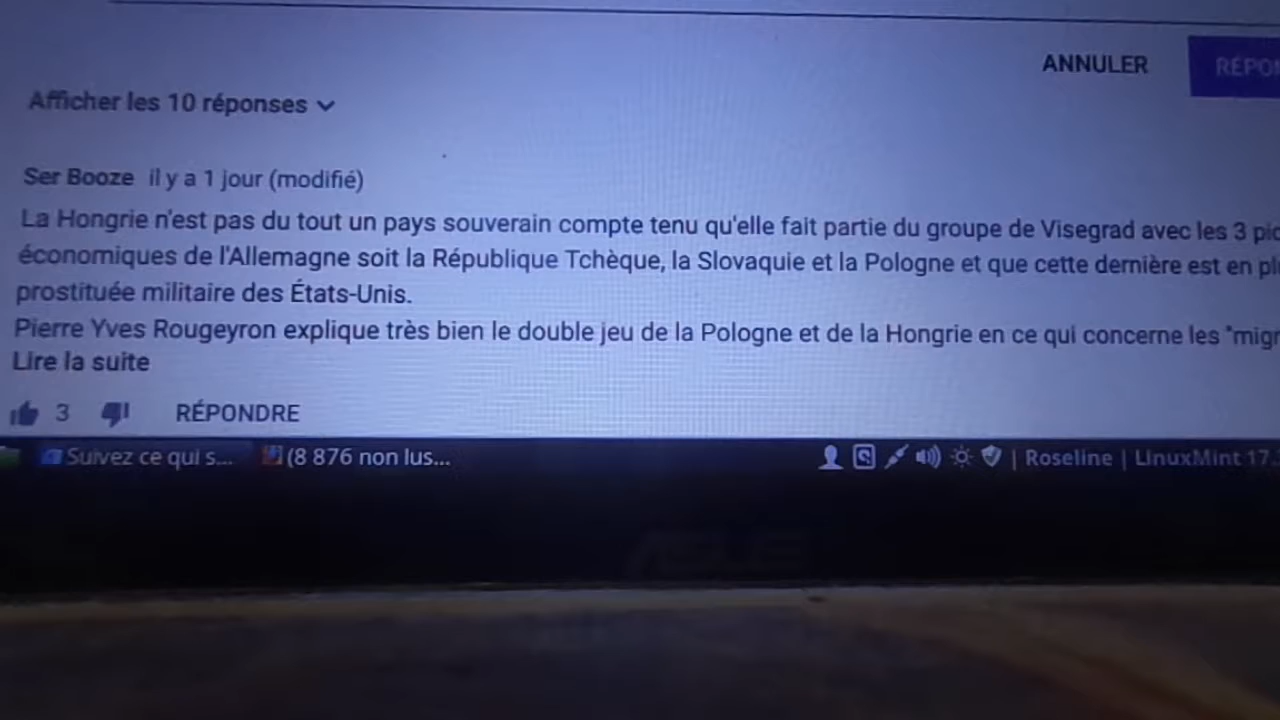 ANNULER
Afficher les 10 réponses
Ser Booze il y a 1 jour (modifié)
La Hongrie n'est pas du tout un pays souverain compte tenu qu'elle fait partie du groupe de Visegrad avec les 3
économiques de l'Allemagne soit la République Tchèque, la Slovaquie et la Pologne et que cette dernière est en
prostituée militaire des États-Unis.
Pierre Yves Rougeyron explique très bien le double jeu de la Pologne et de la Hongrie en ce qui concerne les
Lire la suite
3 RÉPONDRE
Suivez ce qui s... (8 876 non lus... | Roseline | LinuxMint 17.
ASUS